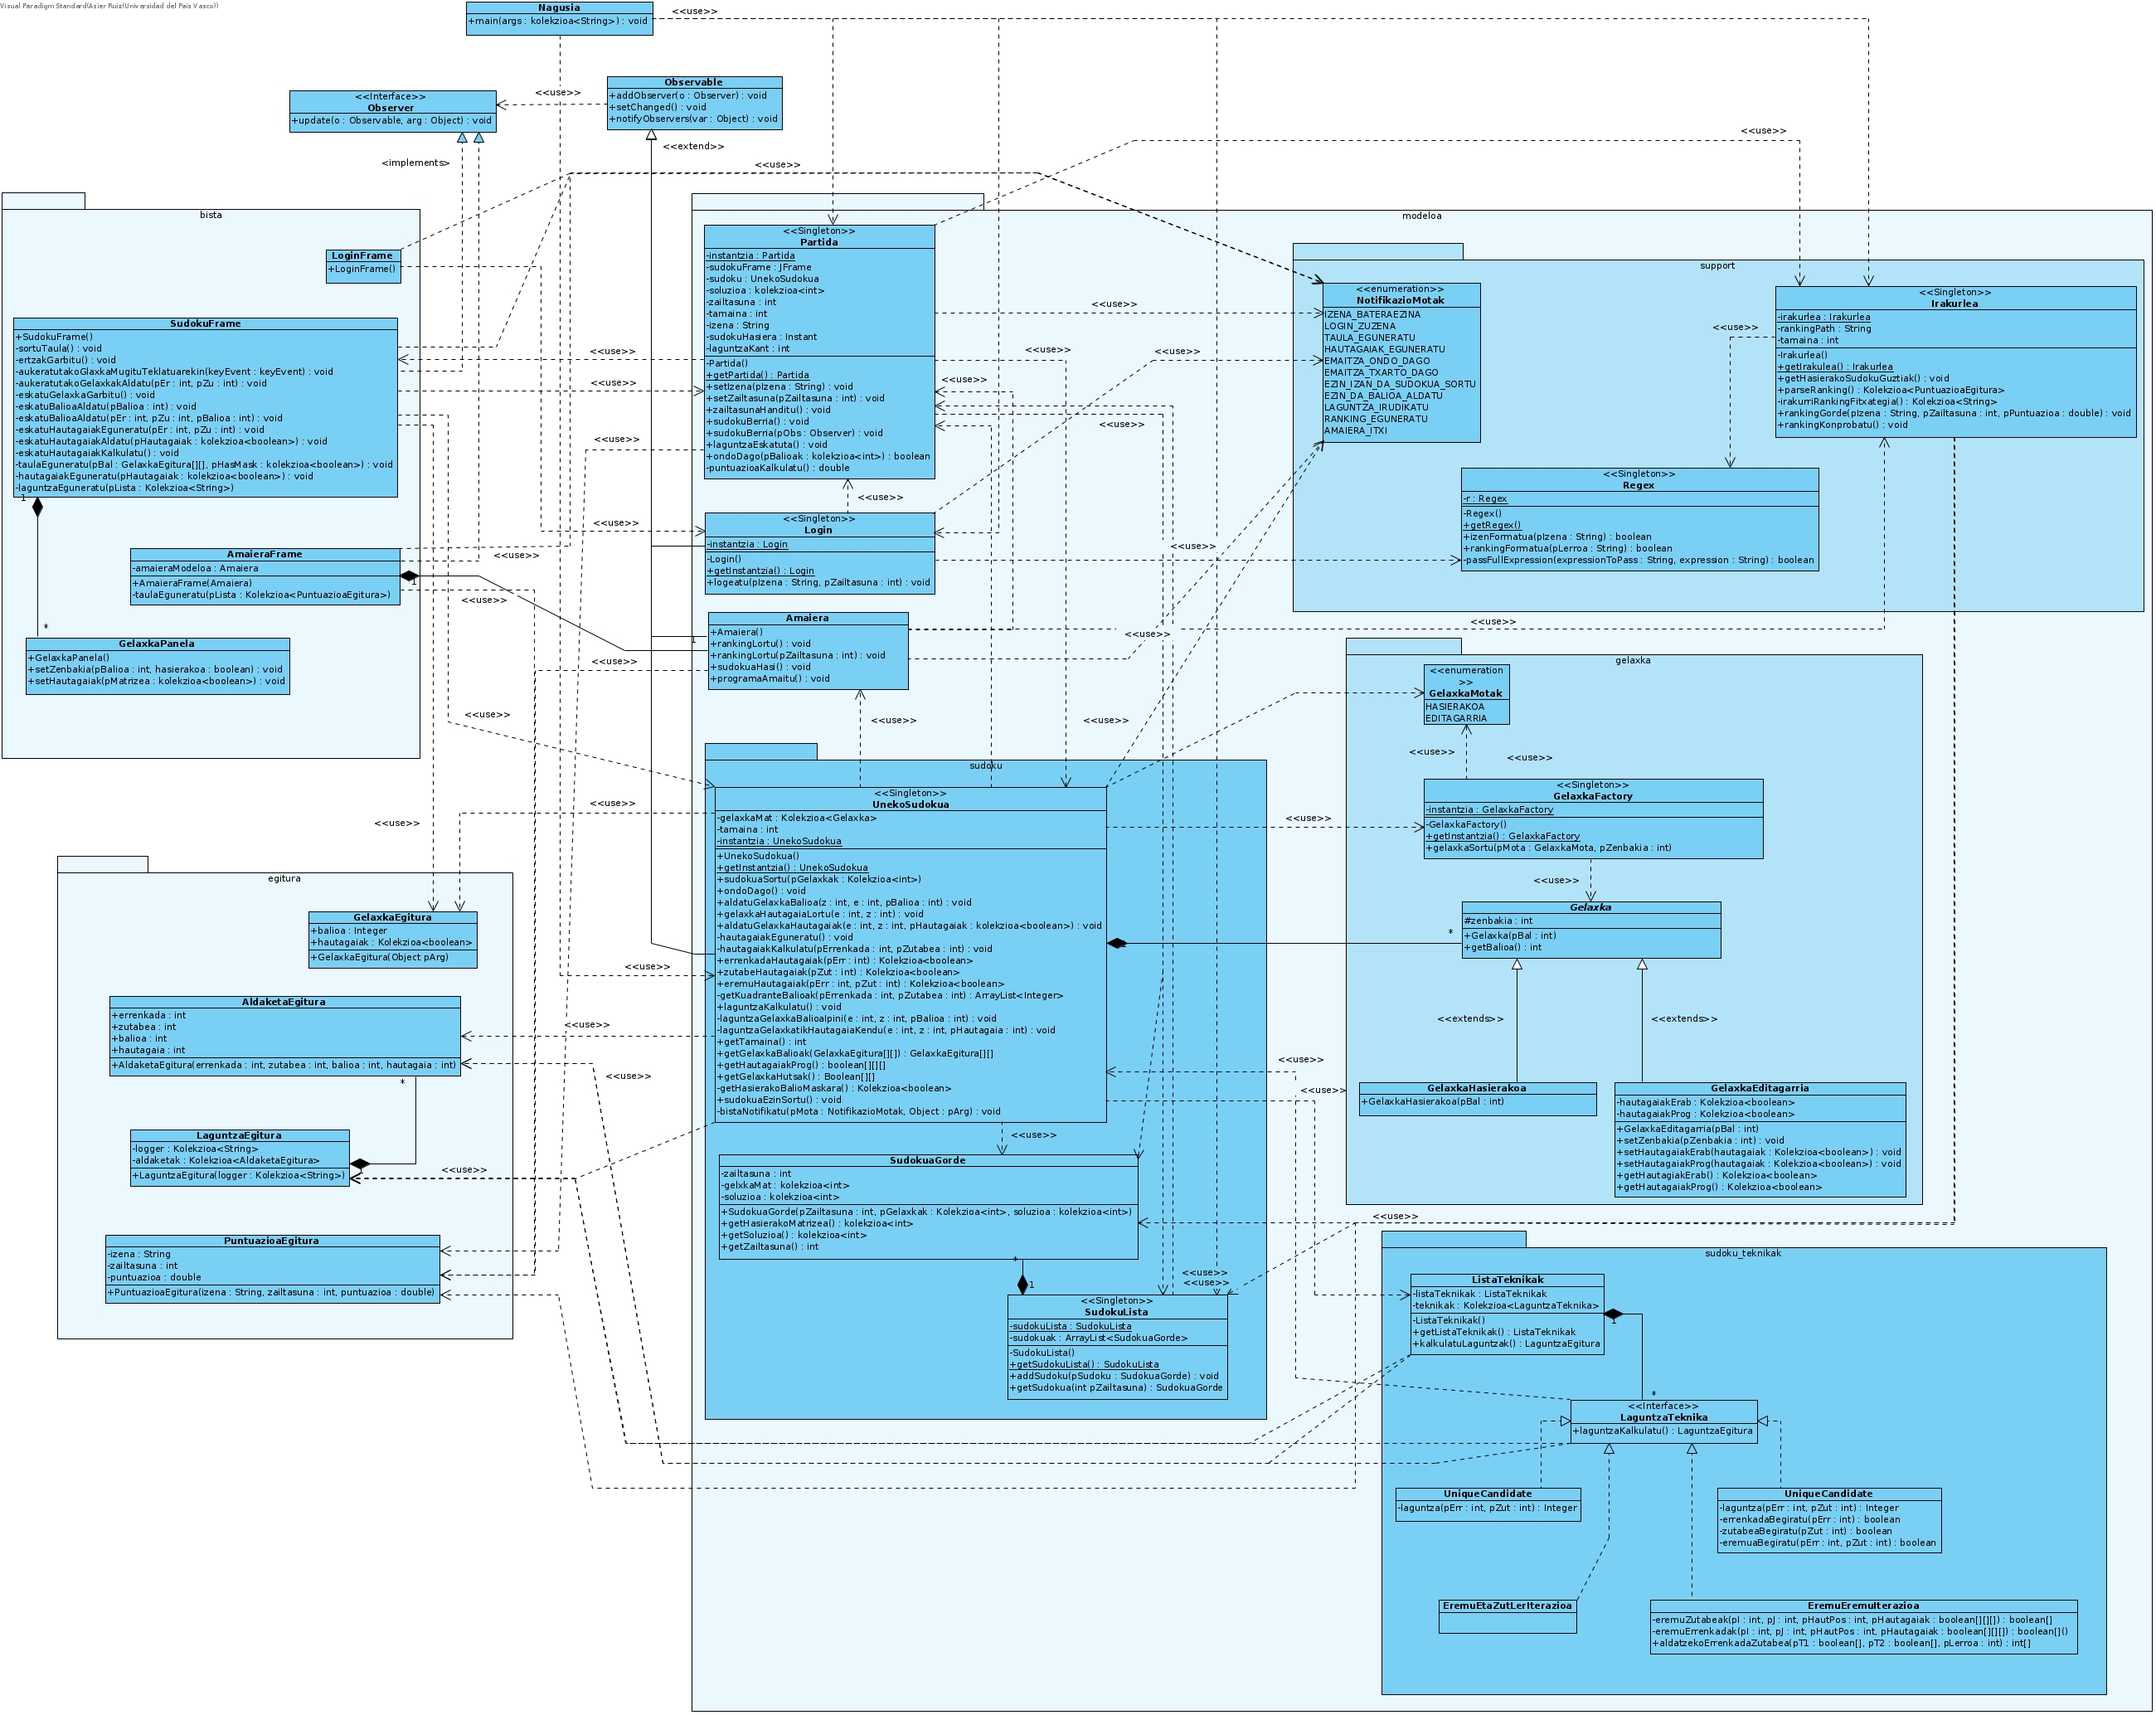 Visual Paradigm Standard(Asier Ruiz(Universidad del Pais Vasco))
Nagusia
+main(args : kolekzioa<String>) : void
<<use>>
Observable
+addObserver(o : Observer) : void
+setChanged() : void
+notifyObservers(var : Object) : void
<<Interface>>
Observer
+update(o : Observable, arg : Object) : void
<<use>>
<<extend>>
<implements>
<<use>>
<<use>>
bista
LoginFrame
+LoginFrame()
SudokuFrame
+SudokuFrame()
-sortuTaula() : void
-ertzakGarbitu() : void
-aukeratutakoGlaxkaMugituTeklatuarekin(keyEvent : keyEvent) : void
-aukeratutakoGelaxkakAldatu(pEr : int, pZu : int) : void
-eskatuGelaxkaGarbitu() : void
-eskatuBalioaAldatu(pBalioa : int) : void
-eskatuBalioaAldatu(pEr : int, pZu : int, pBalioa : int) : void
-eskatuHautagaiakEguneratu(pEr : int, pZu : int) : void
-eskatuHautagaiakAldatu(pHautagaiak : kolekzioa<boolean>) : void
-eskatuHautagaiakKalkulatu() : void
-taulaEguneratu(pBal : GelaxkaEgitura[][], pHasMask : kolekzioa<boolean>) : void
-hautagaiakEguneratu(pHautagaiak : kolekzioa<boolean>) : void
-laguntzaEguneratu(pLista : Kolekzioa<String>)
1
*
AmaieraFrame
-amaieraModeloa : Amaiera
+AmaieraFrame(Amaiera)
-taulaEguneratu(pLista : Kolekzioa<PuntuazioaEgitura>)
1
GelaxkaPanela
+GelaxkaPanela()
+setZenbakia(pBalioa : int, hasierakoa : boolean) : void
+setHautagaiak(pMatrizea : kolekzioa<boolean>) : void
<<use>>
<<use>>
<<use>>
<<use>>
<<use>>
<<use>>
<<use>>
<<use>>
<<use>>
<<use>>
modeloa
<<Singleton>>
Partida
-instantzia : Partida
-sudokuFrame : JFrame
-sudoku : UnekoSudokua
-soluzioa : kolekzioa<int>
-zailtasuna : int
-tamaina : int
-izena : String
-sudokuHasiera : Instant
-laguntzaKant : int
-Partida()
+getPartida() : Partida
+setIzena(pIzena : String) : void
+setZailtasuna(pZailtasuna : int) : void
+zailtasunaHanditu() : void
+sudokuBerria() : void
+sudokuBerria(pObs : Observer) : void
+laguntzaEskatuta() : void
+ondoDago(pBalioak : kolekzioa<int>) : boolean
-puntuazioaKalkulatu() : double
<<use>>
<<use>>
<<use>>
<<use>>
<<use>>
<<use>>
<<use>>
<<Singleton>>
Login
-instantzia : Login
-Login()
+getInstantzia() : Login
+logeatu(pIzena : String, pZailtasuna : int) : void
1
Amaiera
+Amaiera()
+rankingLortu() : void
+rankingLortu(pZailtasuna : int) : void
+sudokuaHasi() : void
+programaAmaitu() : void
<<use>>
<<use>>
<<use>>
<<use>>
support
<<enumeration>>
NotifikazioMotak
IZENA_BATERAEZINA
LOGIN_ZUZENA
TAULA_EGUNERATU
HAUTAGAIAK_EGUNERATU
EMAITZA_ONDO_DAGO
EMAITZA_TXARTO_DAGO
EZIN_IZAN_DA_SUDOKUA_SORTU
EZIN_DA_BALIOA_ALDATU
LAGUNTZA_IRUDIKATU
RANKING_EGUNERATU
AMAIERA_ITXI
<<Singleton>>
Irakurlea
-irakurlea : Irakurlea
-rankingPath : String
-tamaina : int
-Irakurlea()
+getIrakulea() : Irakurlea
+getHasierakoSudokuGuztiak() : void
+parseRanking() : Kolekzioa<PuntuazioaEgitura>
-irakurriRankingFitxategia() : Kolekzioa<String>
+rankingGorde(pIzena : String, pZailtasuna : int, pPuntuazioa : double) : void
+rankingKonprobatu() : void
<<use>>
<<Singleton>>
Regex
-r : Regex
-Regex()
+getRegex()
+izenFormatua(pIzena : String) : boolean
+rankingFormatua(pLerroa : String) : boolean
-passFullExpression(expressionToPass : String, expression : String) : boolean
gelaxka
<<enumeration
>>
GelaxkaMotak
HASIERAKOA
EDITAGARRIA
<<use>>
<<use>>
<<Singleton>>
GelaxkaFactory
-instantzia : GelaxkaFactory
-GelaxkaFactory()
+getInstantzia() : GelaxkaFactory
+gelaxkaSortu(pMota : GelaxkaMota, pZenbakia : int)
<<use>>
<<use>>
Gelaxka
#zenbakia : int
+Gelaxka(pBal : int)
+getBalioa() : int
*
1
<<extends>>
<<extends>>
GelaxkaHasierakoa
+GelaxkaHasierakoa(pBal : int)
GelaxkaEditagarria
-hautagaiakErab : Kolekzioa<boolean>
-hautagaiakProg : Kolekzioa<boolean>
+GelaxkaEditagarria(pBal : int)
+setZenbakia(pZenbakia : int) : void
+setHautagaiakErab(hautagaiak : Kolekzioa<boolean>) : void
+setHautagaiakProg(hautagaiak : Kolekzioa<boolean>) : void
+getHautagiakErab() : Kolekzioa<boolean>
+getHautagaiakProg() : Kolekzioa<boolean>
sudoku
<<Singleton>>
UnekoSudokua
-gelaxkaMat : Kolekzioa<Gelaxka>
-tamaina : int
-instantzia : UnekoSudokua
+UnekoSudokua()
+getInstantzia() : UnekoSudokua
+sudokuaSortu(pGelaxkak : Kolekzioa<int>)
+ondoDago() : void
+aldatuGelaxkaBalioa(z : int, e : int, pBalioa : int) : void
+gelaxkaHautagaiaLortu(e : int, z : int) : void
+aldatuGelaxkaHautagaiak(e : int, z : int, pHautagaiak : kolekzioa<boolean>) : void
-hautagaiakEguneratu() : void
-hautagaiakKalkulatu(pErrenkada : int, pZutabea : int) : void
+errenkadaHautagaiak(pErr : int) : Kolekzioa<boolean>
+zutabeHautagaiak(pZut : int) : Kolekzioa<boolean>
+eremuHautagaiak(pErr : int, pZut : int) : Kolekzioa<boolean>
-getKuadranteBalioak(pErrenkada : int, pZutabea : int) : ArrayList<Integer>
+laguntzaKalkulatu() : void
-laguntzaGelaxkaBalioaIpini(e : int, z : int, pBalioa : int) : void
-laguntzaGelaxkatikHautagaiaKendu(e : int, z : int, pHautagaia : int) : void
+getTamaina() : int
+getGelaxkaBalioak(GelaxkaEgitura[][]) : GelaxkaEgitura[][]
+getHautagaiakProg() : boolean[][][]
+getGelaxkaHutsak() : Boolean[][]
-getHasierakoBalioMaskara() : Kolekzioa<boolean>
+sudokuaEzinSortu() : void
-bistaNotifikatu(pMota : NotifikazioMotak, Object : pArg) : void
<<use>>
<<use>>
<<use>>
SudokuaGorde
-zailtasuna : int
-gelxkaMat : kolekzioa<int>
-soluzioa : kolekzioa<int>
+SudokuaGorde(pZailtasuna : int, pGelaxkak : Kolekzioa<int>, soluzioa : kolekzioa<int>)
+getHasierakoMatrizea() : kolekzioa<int>
+getSoluzioa() : kolekzioa<int>
+getZailtasuna() : int
*
1
<<use>>
<<use>>
<<use>>
<<Singleton>>
SudokuLista
-sudokuLista : SudokuLista
-sudokuak : ArrayList<SudokuaGorde>
-SudokuLista()
+getSudokuLista() : SudokuLista
+addSudoku(pSudoku : SudokuaGorde) : void
+getSudokua(int pZailtasuna) : SudokuaGorde
<<use>>
<<use>>
<<use>>
<<use>>
<<use>>
egitura
GelaxkaEgitura
+balioa : Integer
+hautagaiak : Kolekzioa<boolean>
+GelaxkaEgitura(Object pArg)
AldaketaEgitura
+errenkada : int
+zutabea : int
+balioa : int
+hautagaia : int
+AldaketaEgitura(errenkada : int, zutabea : int, balioa : int, hautagaia : int)
*
LaguntzaEgitura
-logger : Kolekzioa<String>
-aldaketak : Kolekzioa<AldaketaEgitura>
+LaguntzaEgitura(logger : Kolekzioa<String>)
1
<<use>>
PuntuazioaEgitura
-izena : String
-zailtasuna : int
-puntuazioa : double
+PuntuazioaEgitura(izena : String, zailtasuna : int, puntuazioa : double)
sudoku_teknikak
ListaTeknikak
-listaTeknikak : ListaTeknikak
-teknikak : Kolekzioa<LaguntzaTeknika>
-ListaTeknikak()
+getListaTeknikak() : ListaTeknikak
+kalkulatuLaguntzak() : LaguntzaEgitura
1
*
<<Interface>>
LaguntzaTeknika
+laguntzaKalkulatu() : LaguntzaEgitura
UniqueCandidate
-laguntza(pErr : int, pZut : int) : Integer
UniqueCandidate
-laguntza(pErr : int, pZut : int) : Integer
-errenkadaBegiratu(pErr : int) : boolean
-zutabeaBegiratu(pZut : int) : boolean
-eremuaBegiratu(pErr : int, pZut : int) : boolean
EremuEtaZutLerIterazioa
EremuEremuIterazioa
-eremuZutabeak(pI : int, pJ : int, pHautPos : int, pHautagaiak : boolean[][][]) : boolean[]
-eremuErrenkadak(pI : int, pJ : int, pHautPos : int, pHautagaiak : boolean[][][]) : boolean[]()
+aldatzekoErrenkadaZutabea(pT1 : boolean[], pT2 : boolean[], pLerroa : int) : int[]